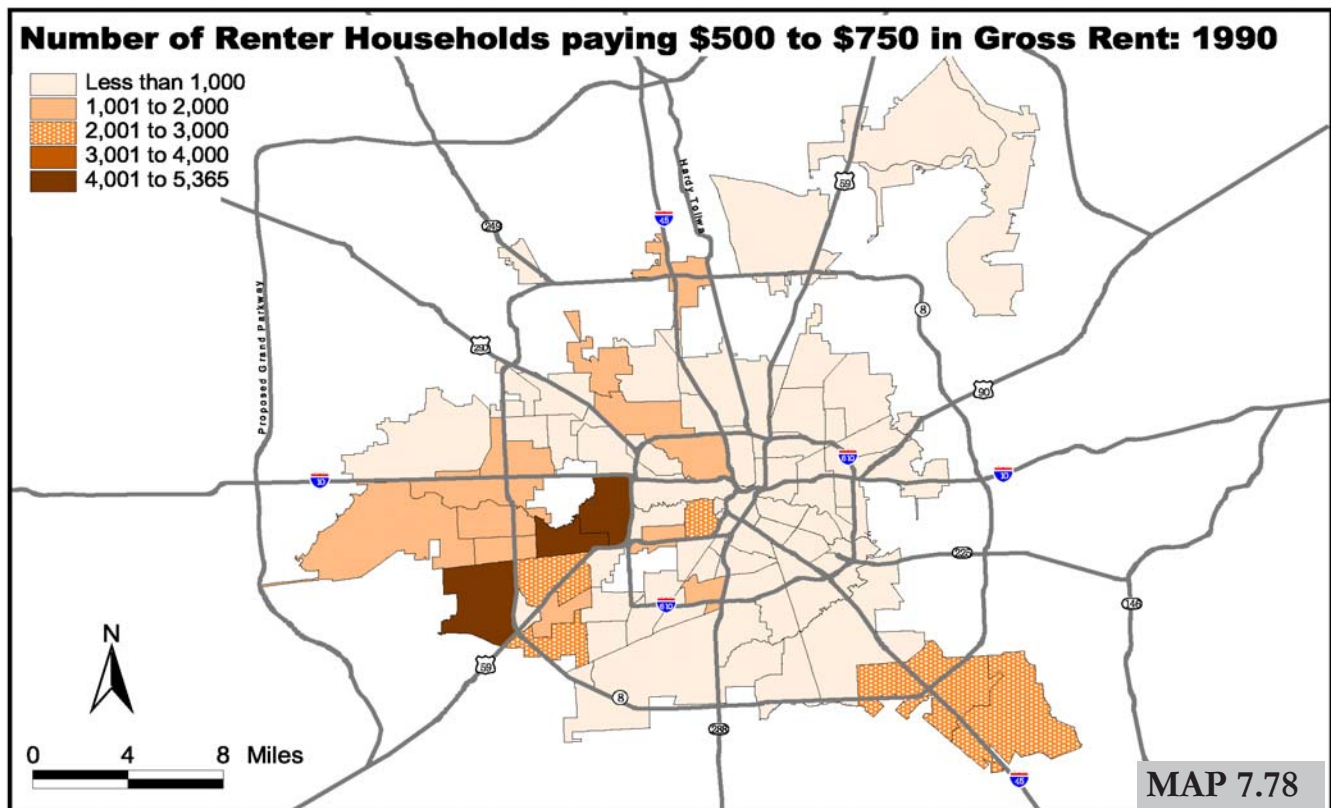 Number of Renter Households paying $500 to $750 in Gross Rent: 1990
Less than 1,000
1,001 to 2,000
2,001 to 3,000
3,001 to 4,000
4,001 to 5,365
Hardy Tollwa
59
45
249
Proposed Grand Parkway
8
290
90
610
10
10
225
146
610
59
8
288
45
N
0 4 8 Miles
MAP 7.78